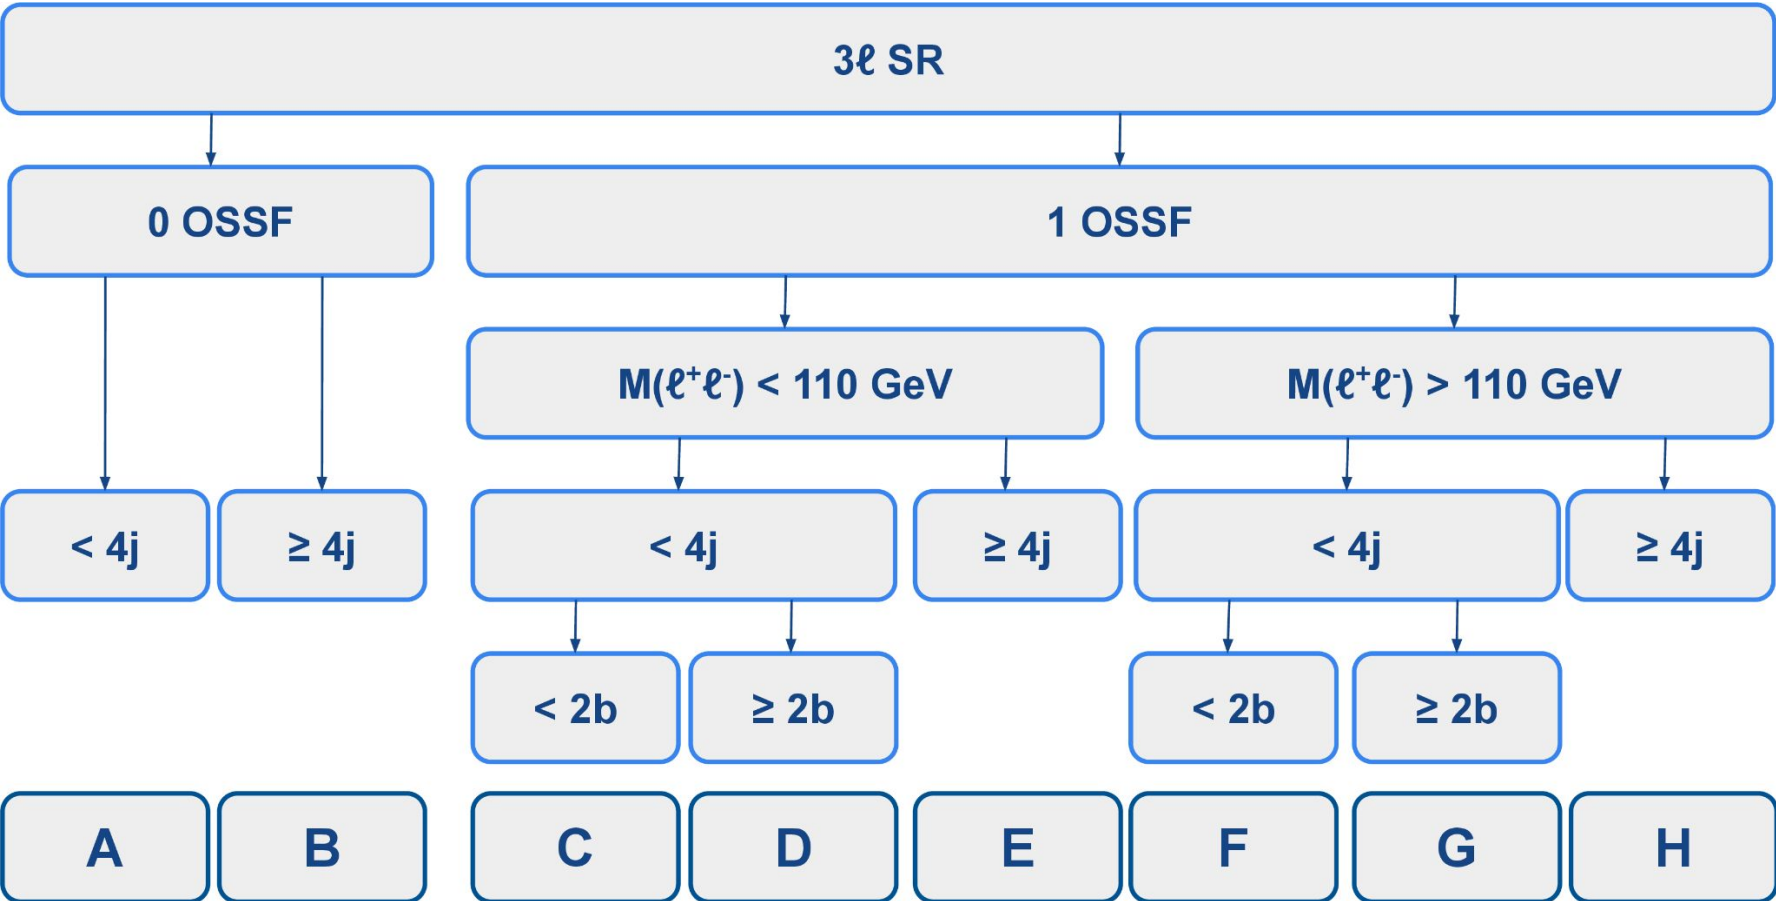 3ℓ SR
0 OSSF
1 OSSF
M(ℓ⁺ℓ⁻) < 110 GeV
M(ℓ⁺ℓ⁻) > 110 GeV
< 4j
≥ 4j
< 4j
≥ 4j
< 4j
≥ 4j
< 2b
≥ 2b
< 2b
≥ 2b
A
B
C
D
E
F
G
H